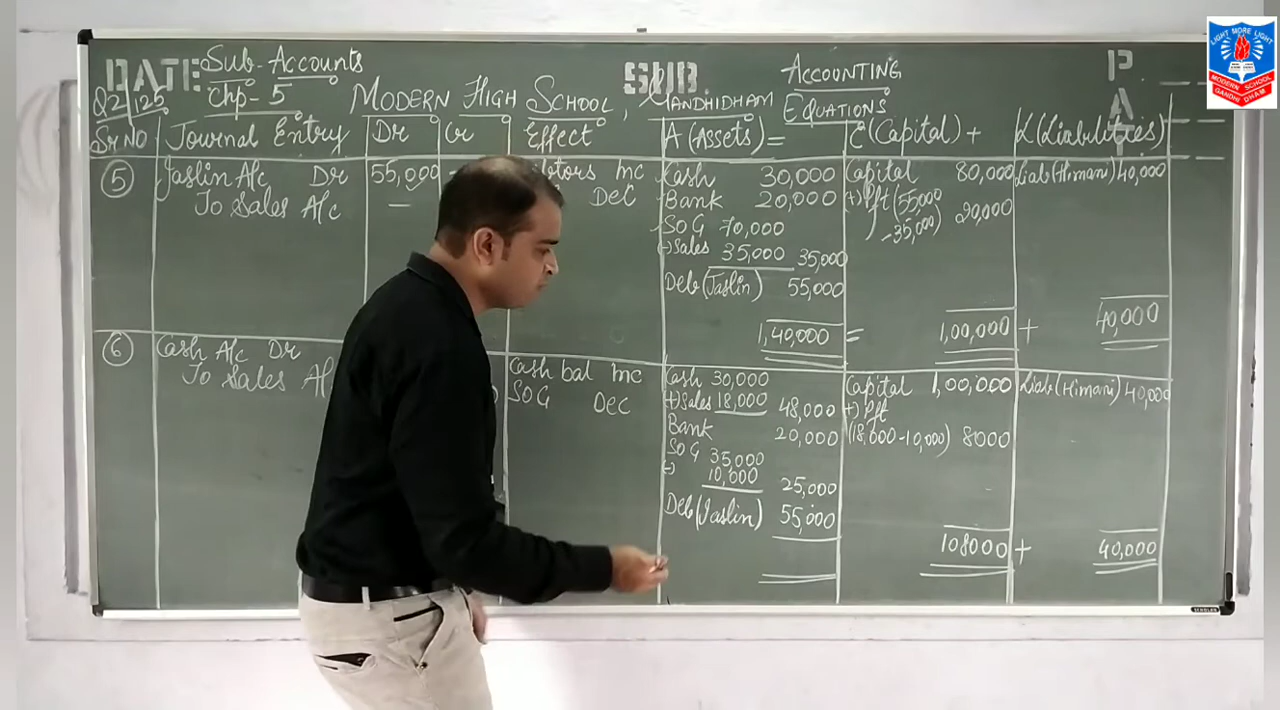 DATE Sub-Accounts SUB. ACCOUNTING P
Q2/125 Chp-5 MODERN HIGH SCHOOL, GANDHIDHAM EQUATIONS A
Sr NO Journal Entry Dr Cr Effect A (Assets) = C (Capital) + L (Liabilities)
5 Jaslin A/c Dr 55,000 - Inc Cash 30,000 Capital 80,000 Liab (Himani) 40,000
To Sales A/c — Dec Bank 20,000 (+) Pft (55,000
SOG 70,000 -35,000) 20,000
(-) Sales 35,000 35,000
Deb (Jaslin) 55,000
1,40,000 = 1,00,000 + 40,000
6 Cash A/c Dr Cash bal Inc Cash 30,000 Capital 1,00,000 Liab (Himani) 40,000
To Sales A/c SOG Dec (+) Sales 18,000 48,000 (+) Pft
Bank 20,000 (18,000-10,000) 8000
SOG 35,000
(-) 10,000 25,000
Deb (Jaslin) 55,000
108000 + 40,000
LIGHT MORE LIGHT
MODERN SCHOOL
GANDHIDHAM